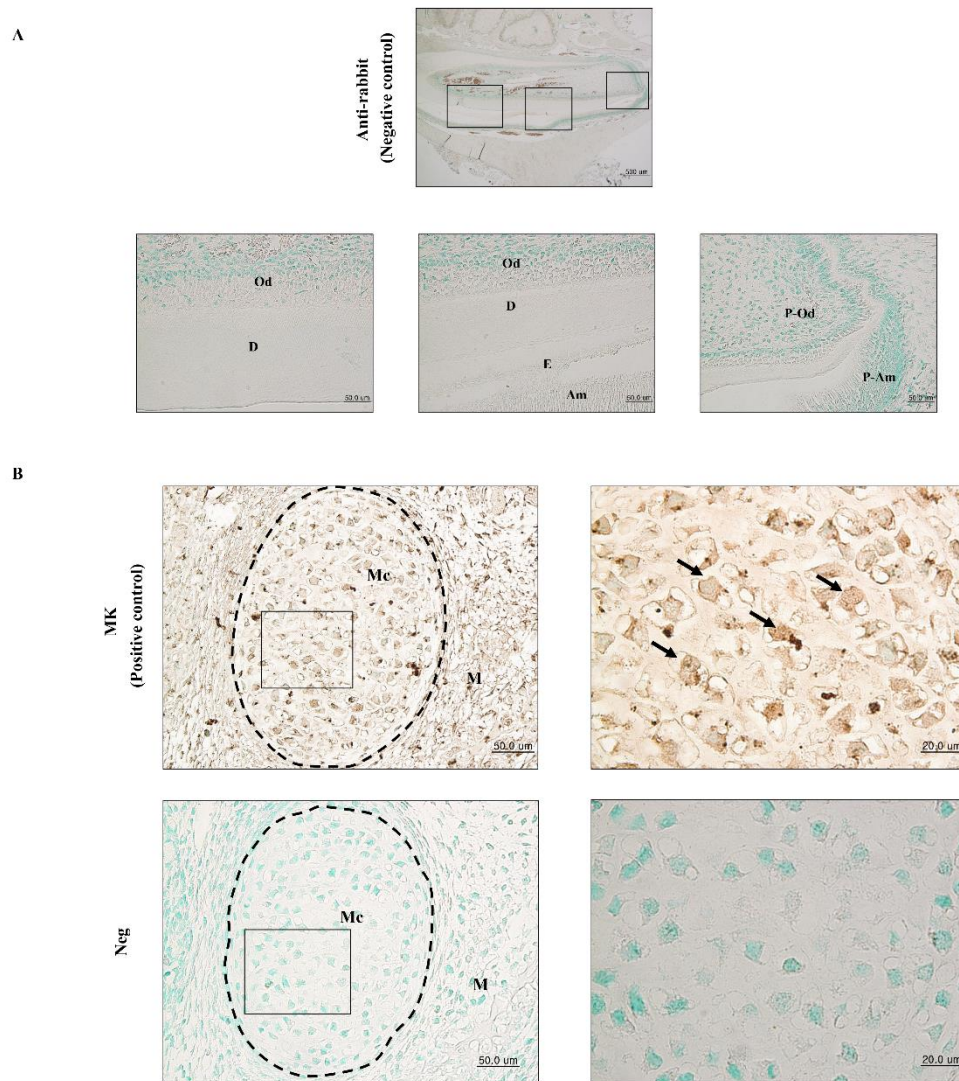 A
Anti-rabbit
(Negative control)
500 um
Od
D
50.0 um
Od
D
E
Am
50.0 um
P-Od
P-Am
50.0 um
B
MK
(Positive control)
Mc
M
50.0 um
20.0 um
Neg
Mc
M
50.0 um
20.0 um